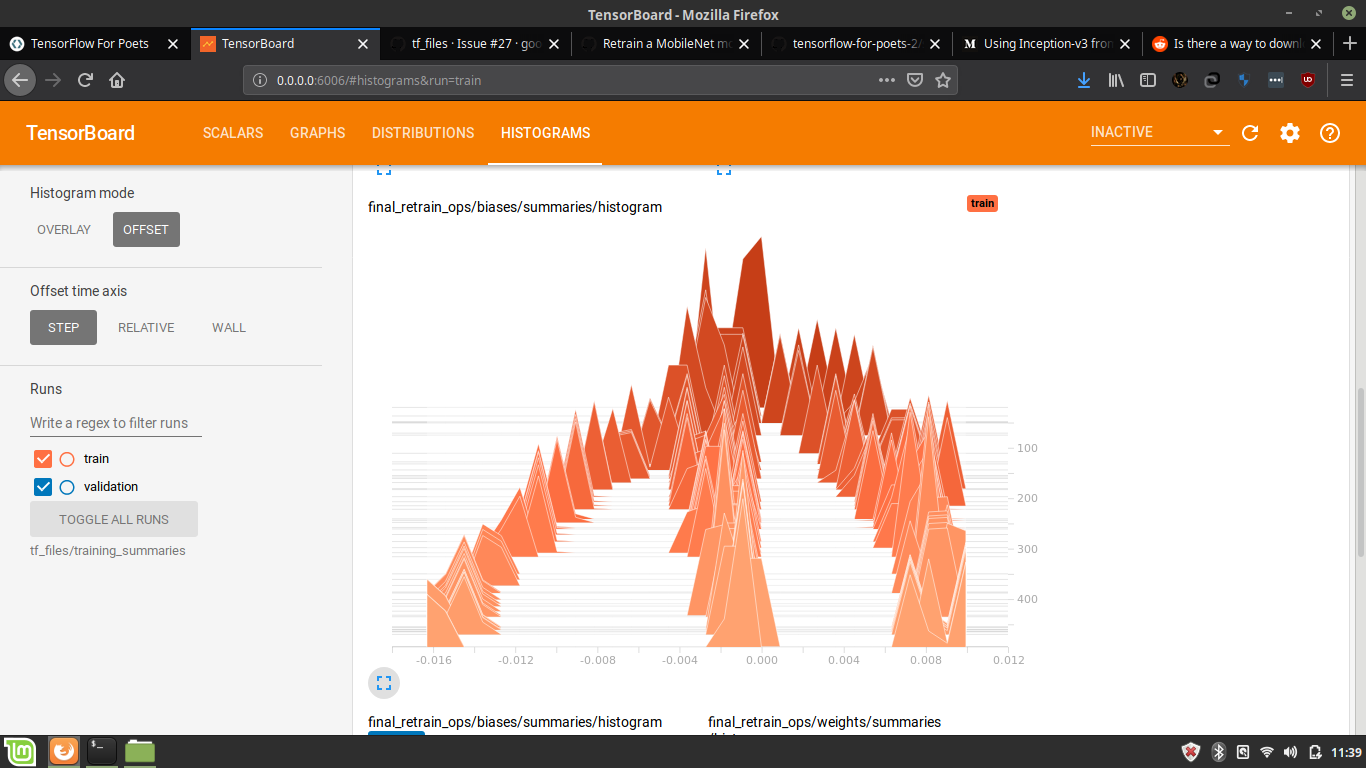 TensorBoard - Mozilla Firefox
TensorFlow For Poets
TensorBoard
tf_files · Issue #27 · goo
Retrain a MobileNet m
tensorflow-for-poets-2/
M Using Inception-v3 fron
Is there a way to downl
0.0.0.0:6006/#histograms&run=train
TensorBoard
SCALARS
GRAPHS
DISTRIBUTIONS
HISTOGRAMS
INACTIVE
Histogram mode
OVERLAY
OFFSET
Offset time axis
STEP
RELATIVE
WALL
Runs
Write a regex to filter runs
train
validation
TOGGLE ALL RUNS
tf_files/training_summaries
final_retrain_ops/biases/summaries/histogram
train
100
200
300
400
-0.016 -0.012 -0.008 -0.004 0.000 0.004 0.008 0.012
final_retrain_ops/biases/summaries/histogram
final_retrain_ops/weights/summaries
11:39